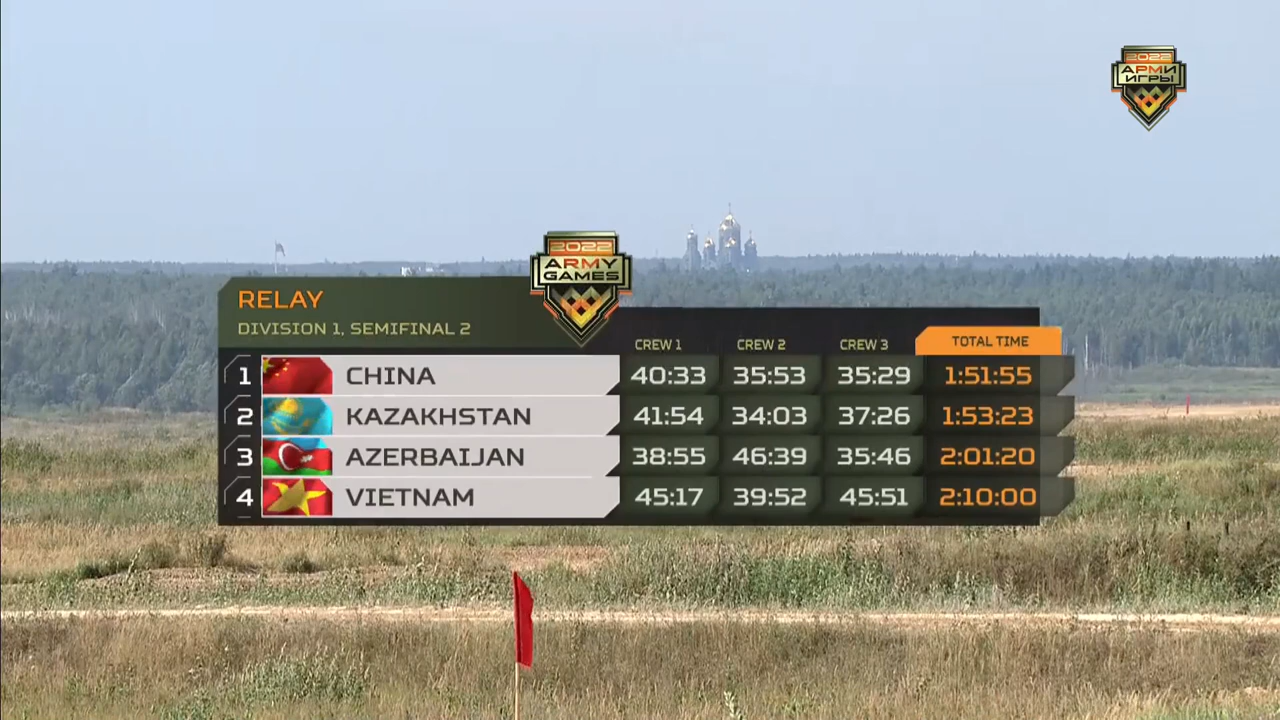 2022
АРМИ
ИГРЫ
2022
ARMY
GAMES
RELAY
DIVISION 1, SEMIFINAL 2
CREW 1 CREW 2 CREW 3 TOTAL TIME
1 CHINA 40:33 35:53 35:29 1:51:55
2 KAZAKHSTAN 41:54 34:03 37:26 1:53:23
3 AZERBAIJAN 38:55 46:39 35:46 2:01:20
4 VIETNAM 45:17 39:52 45:51 2:10:00